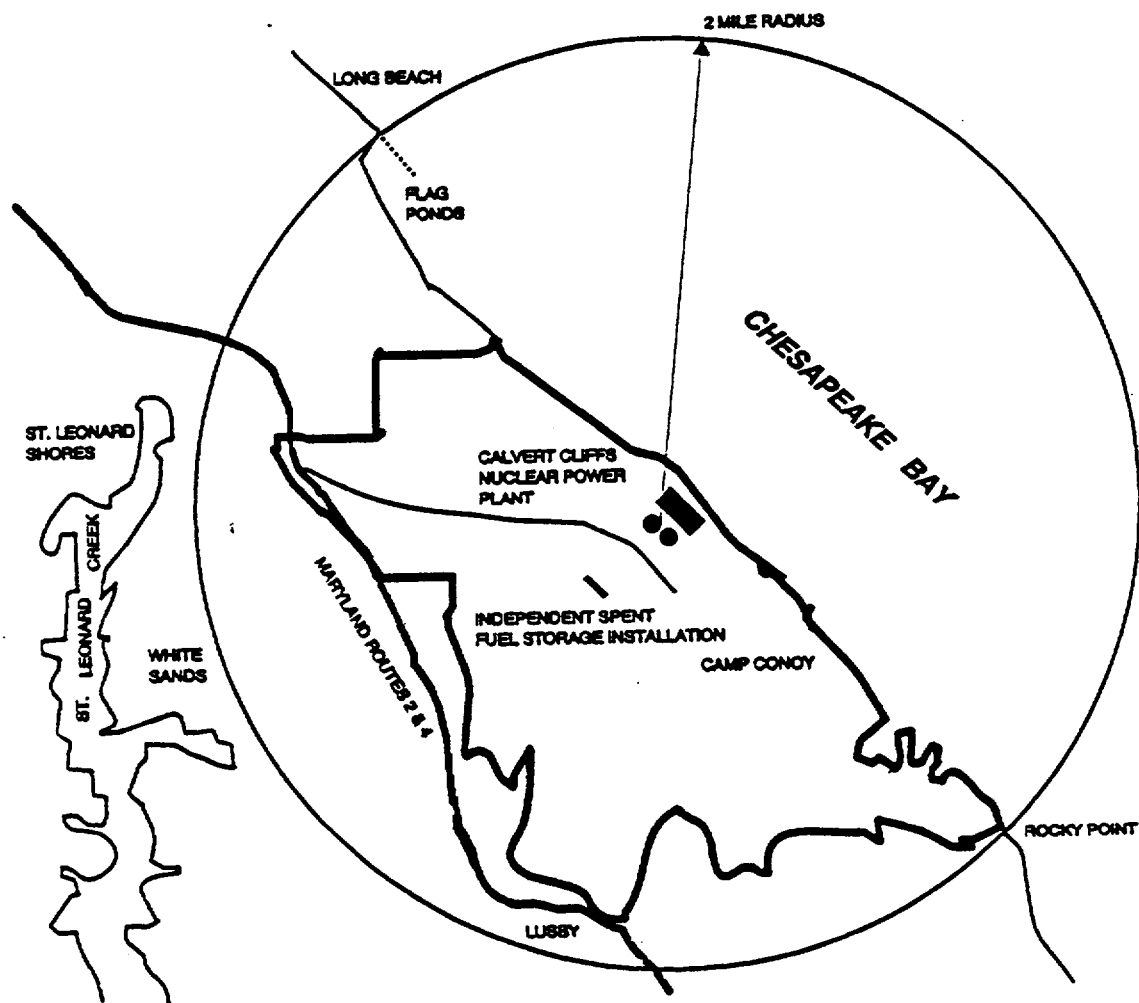 2 MILE RADIUS
LONG BEACH
FLAG
PONDS
CHESAPEAKE BAY
ST. LEONARD
SHORES
CALVERT CLIFFS
NUCLEAR POWER
PLANT
ST. LEONARD CREEK
MARYLAND ROUTES 2 & 4
INDEPENDENT SPENT
FUEL STORAGE INSTALLATION
WHITE
SANDS
CAMP CONOY
ROCKY POINT
LUSBY